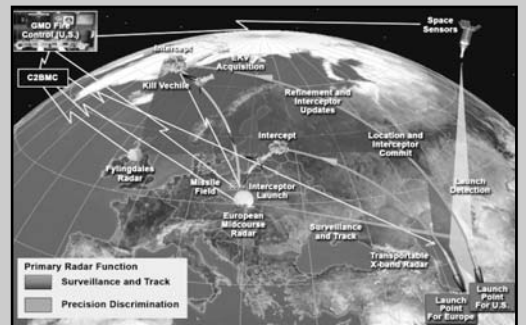 GMD Fire
Control (U.S.)
Space
Sensors
Intercept
EKV
Acquisition
C2BMC
Kill Vechile
Refinement and
Interceptor
Updates
Intercept
Location and
Interceptor
Commit
Fylingdales
Radar
Missile
Field
Interceptor
Launch
Launch
Detection
European
Midcourse
Radar
Surveillance
and Track
Transportable
X-band Radar
Launch
Point
For Europe
Launch
Point
For U.S.
Primary Radar Function
Surveillance and Track
Precision Discrimination